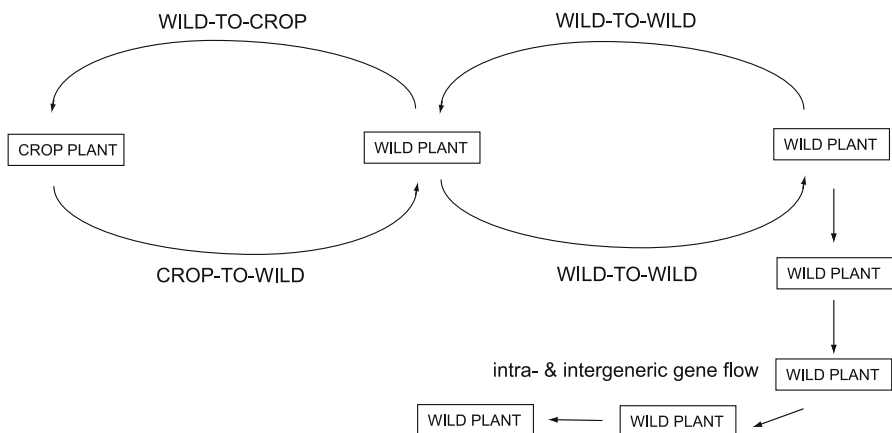 WILD-TO-CROP
WILD-TO-WILD
CROP PLANT
WILD PLANT
WILD PLANT
CROP-TO-WILD
WILD-TO-WILD
WILD PLANT
intra- & intergeneric gene flow
WILD PLANT
WILD PLANT
WILD PLANT